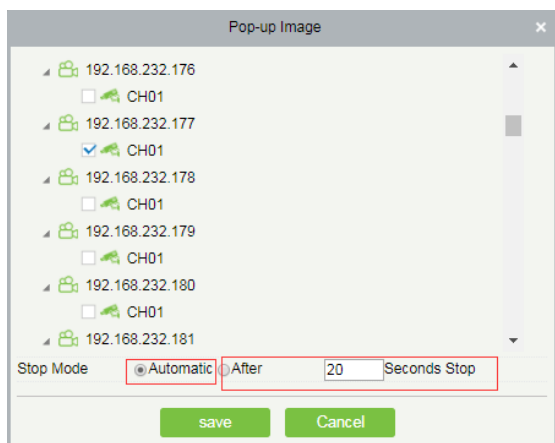 Pop-up Image ×
192.168.232.176
CH01
192.168.232.177
CH01
192.168.232.178
CH01
192.168.232.179
CH01
192.168.232.180
CH01
192.168.232.181
Stop Mode Automatic After 20 Seconds Stop
save Cancel